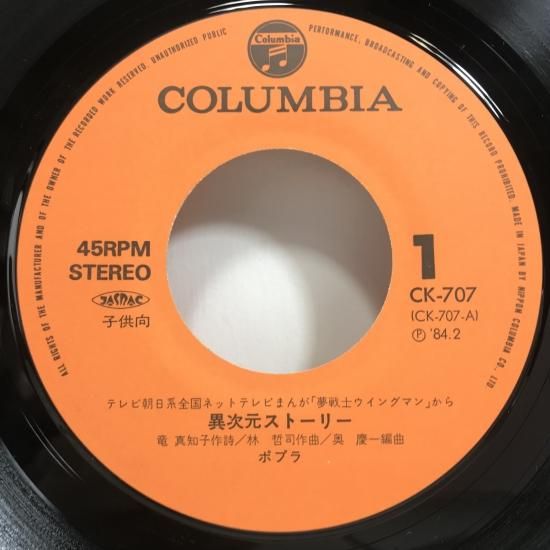 ALL RIGHTS OF THE MANUFACTURER AND OF THE OWNER OF THE RECORDED WORK RESERVED. UNAUTHORIZED PUBLIC PERFORMANCE, BROADCASTING AND COPYING OF THIS RECORD PROHIBITED. MADE IN JAPAN BY NIPPON COLUMBIA CO., LTD
Columbia
COLUMBIA
45RPM
STEREO
JASRAC
子供向
1
CK-707
(CK-707-A)
Ⓟ '84.2
テレビ朝日系全国ネットテレビまんが「夢戦士ウイングマン」から
異次元ストーリー
竜 真知子作詩/林 哲司作曲/奥 慶一編曲
ポプラ